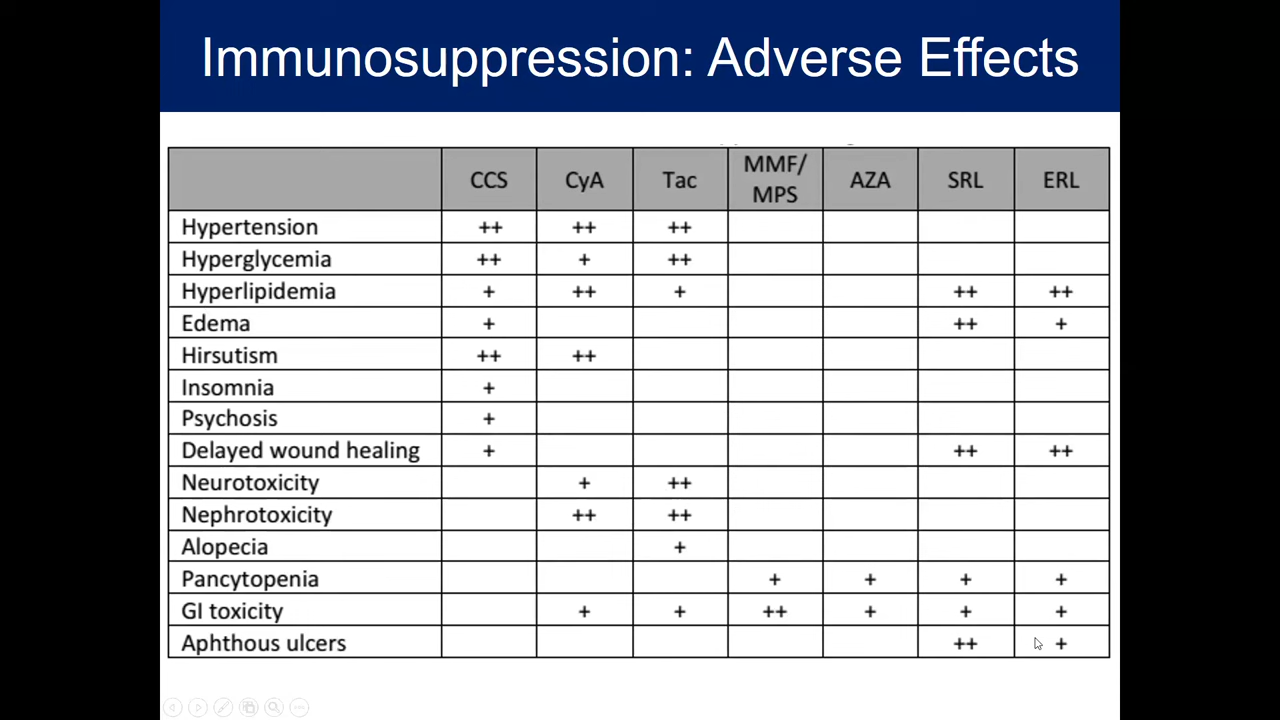 Immunosuppression: Adverse Effects
CCS CyA Tac MMF/ MPS AZA SRL ERL
Hypertension ++ ++ ++
Hyperglycemia ++ + ++
Hyperlipidemia + ++ + ++ ++
Edema + ++ +
Hirsutism ++ ++
Insomnia +
Psychosis +
Delayed wound healing + ++ ++
Neurotoxicity + ++
Nephrotoxicity ++ ++
Alopecia +
Pancytopenia + + + +
GI toxicity + + ++ + + +
Aphthous ulcers ++ +